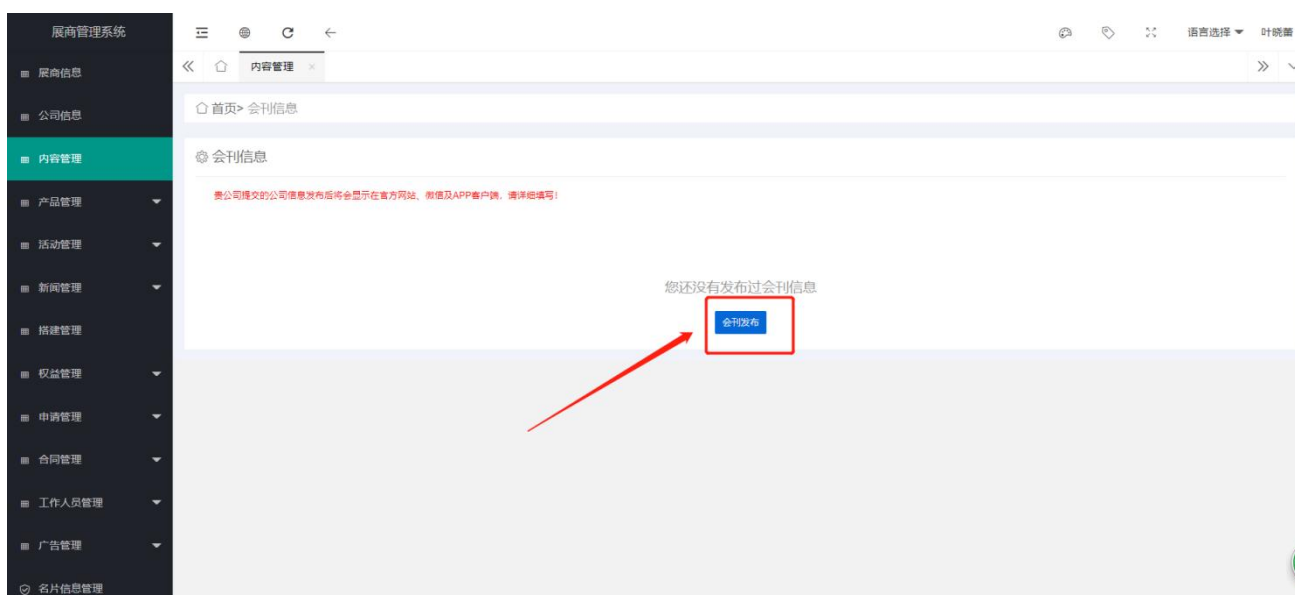 展商管理系统
语言选择
叶晓蕾
展商信息
内容管理
公司信息
首页> 会刊信息
内容管理
会刊信息
产品管理
贵公司提交的公司信息发布后将会显示在官方网站、微信及APP客户端，请详细填写！
活动管理
新闻管理
您还没有发布过会刊信息
会刊发布
搭建管理
权益管理
申请管理
合同管理
工作人员管理
广告管理
名片信息管理